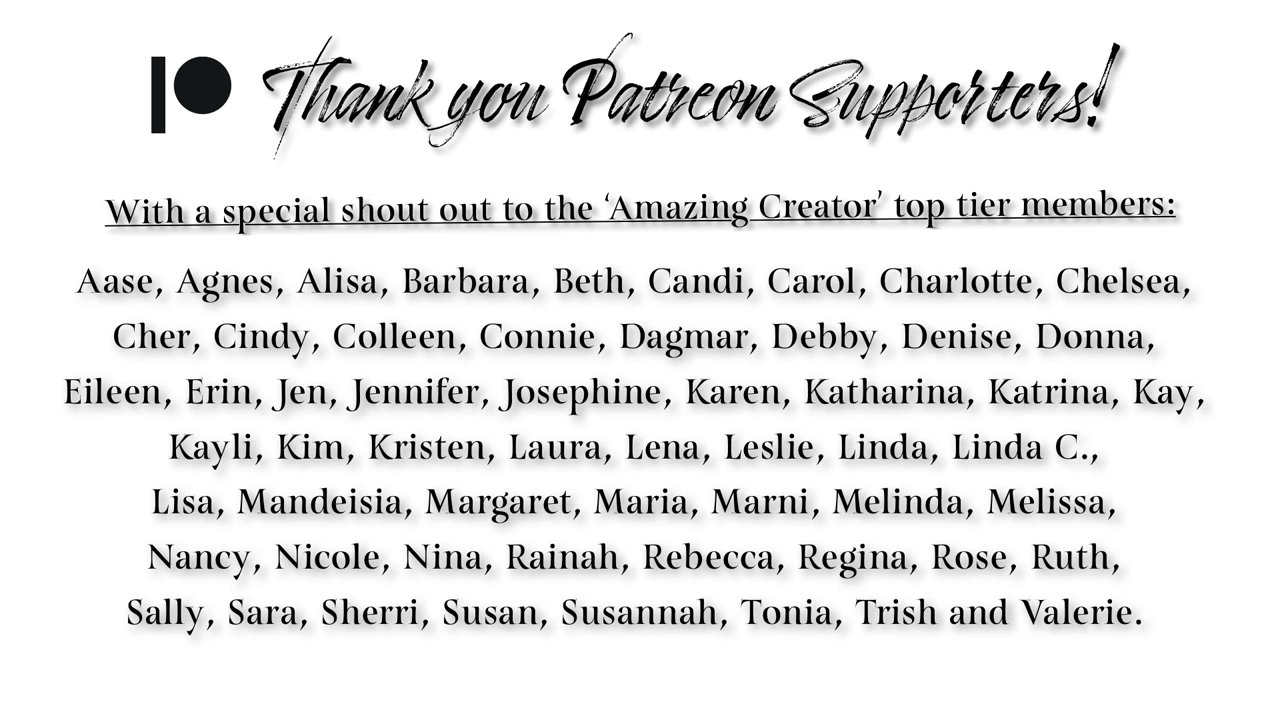 Thank you Patreon Supporters!
With a special shout out to the ‘Amazing Creator’ top tier members:
Aase, Agnes, Alisa, Barbara, Beth, Candi, Carol, Charlotte, Chelsea,
Cher, Cindy, Colleen, Connie, Dagmar, Debby, Denise, Donna,
Eileen, Erin, Jen, Jennifer, Josephine, Karen, Katharina, Katrina, Kay,
Kayli, Kim, Kristen, Laura, Lena, Leslie, Linda, Linda C.,
Lisa, Mandeisia, Margaret, Maria, Marni, Melinda, Melissa,
Nancy, Nicole, Nina, Rainah, Rebecca, Regina, Rose, Ruth,
Sally, Sara, Sherri, Susan, Susannah, Tonia, Trish and Valerie.